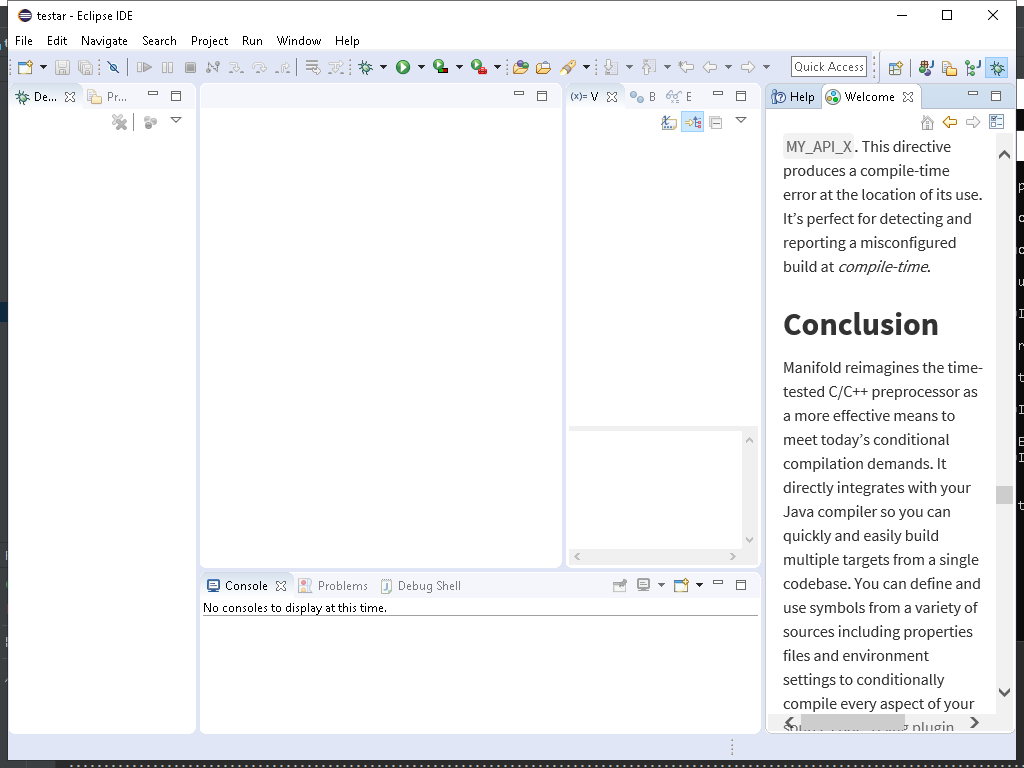 testar - Eclipse IDE
File Edit Navigate Search Project Run Window Help
Quick Access
De...
Pr...
(x)= V
B
E
Help
Welcome
MY_API_X. This directive
produces a compile-time
error at the location of its use.
It’s perfect for detecting and
reporting a misconfigured
build at compile-time.
Conclusion
Manifold reimagines the time-
tested C/C++ preprocessor as
a more effective means to
meet today’s conditional
compilation demands. It
directly integrates with your
Java compiler so you can
quickly and easily build
multiple targets from a single
codebase. You can define and
use symbols from a variety of
sources including properties
files and environment
settings to conditionally
compile every aspect of your
plugin
Console
Problems
Debug Shell
No consoles to display at this time.